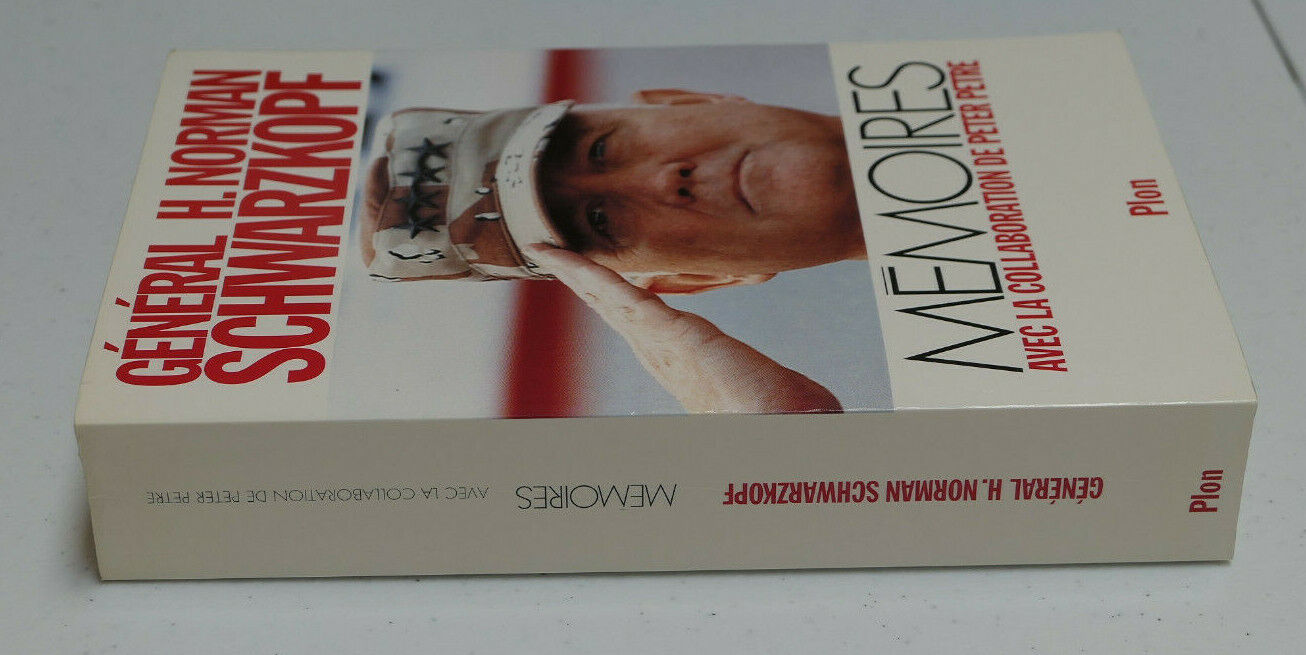 GÉNÉRAL H. NORMAN
SCHWARZKOPF
MÉMOIRES
AVEC LA COLLABORATION DE PETER PETRE
Plon
GÉNÉRAL H. NORMAN SCHWARZKOPF
MÉMOIRES
AVEC LA COLLABORATION DE PETER PETRE
Plon